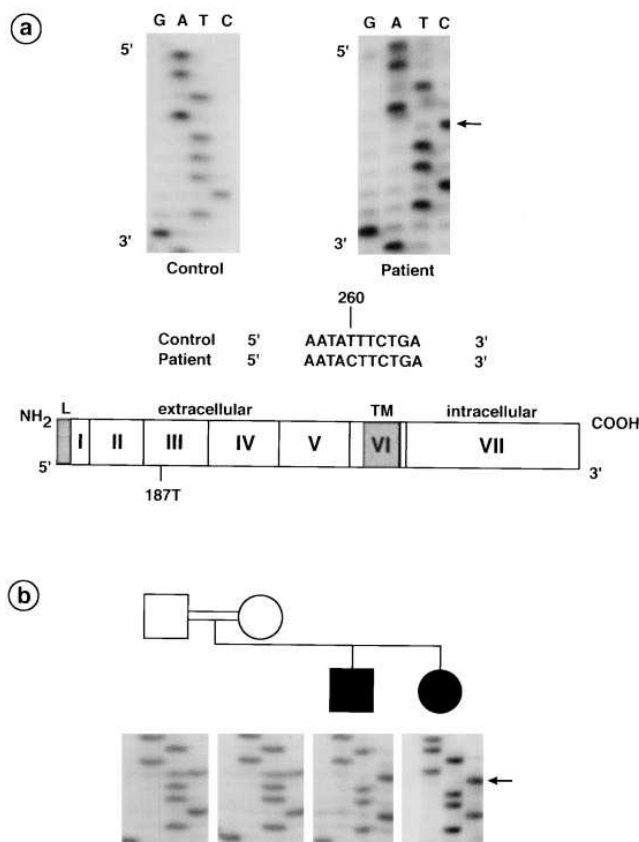 a
G A T C
G A T C
5'
5'
3'
3'
Control
Patient
260
Control 5' AATATTTCTGA 3'
Patient 5' AATACTTCTGA 3'
L extracellular TM intracellular
NH2 COOH
I II III IV V VI VII
5' 3'
187T
b